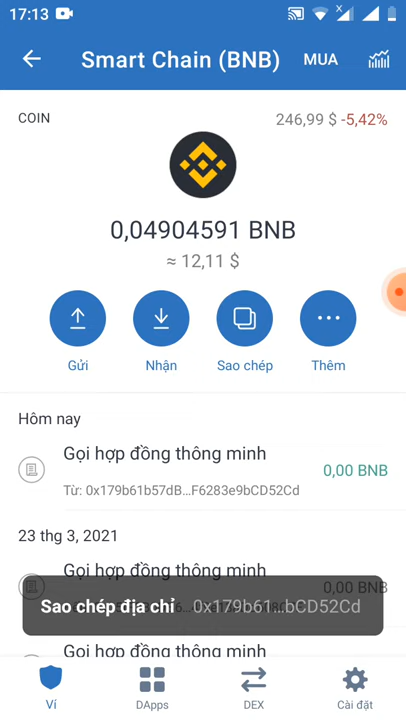 17:13
Smart Chain (BNB) MUA
COIN 246,99 $ -5,42%
0,04904591 BNB
≈ 12,11 $
Gửi Nhận Sao chép Thêm
Hôm nay
Gọi hợp đồng thông minh
0,00 BNB
Từ: 0x179b61b57dB...F6283e9bCD52Cd
23 thg 3, 2021
Gọi hợp đồng thông minh
0,00 BNB
Sao chép địa chỉ 0x179b61...bCD52Cd
Gọi hợp đồng thông minh
Ví DApps DEX Cài đặt